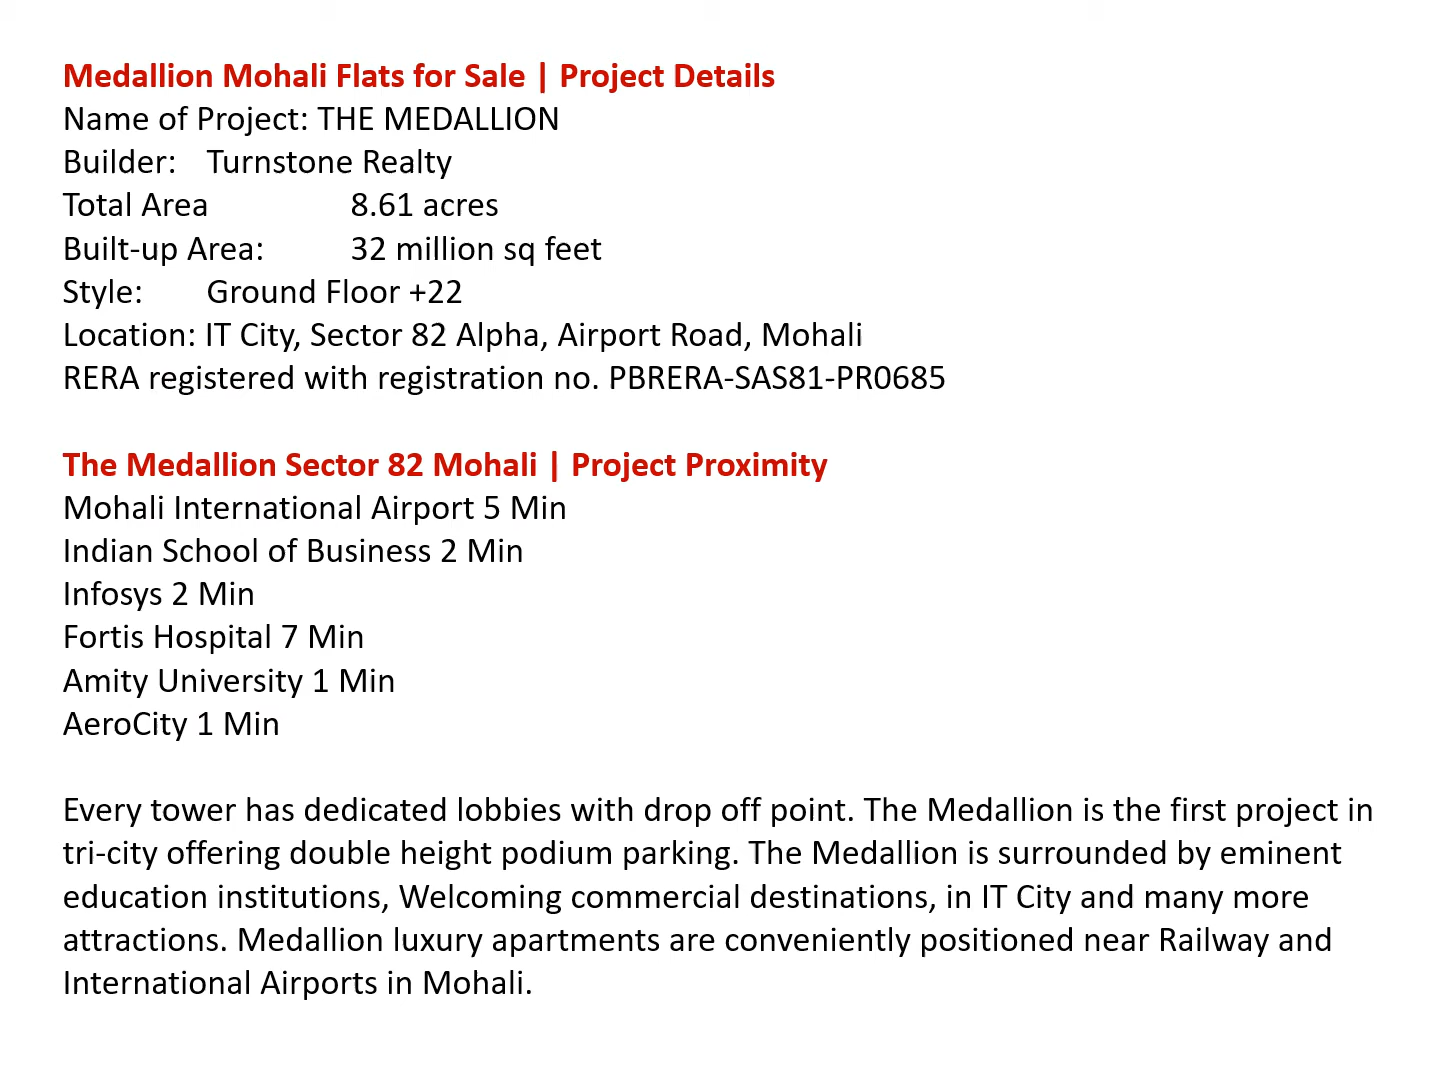 Medallion Mohali Flats for Sale | Project Details
Name of Project: THE MEDALLION
Builder: Turnstone Realty
Total Area 8.61 acres
Built-up Area: 32 million sq feet
Style: Ground Floor +22
Location: IT City, Sector 82 Alpha, Airport Road, Mohali
RERA registered with registration no. PBRERA-SAS81-PR0685
The Medallion Sector 82 Mohali | Project Proximity
Mohali International Airport 5 Min
Indian School of Business 2 Min
Infosys 2 Min
Fortis Hospital 7 Min
Amity University 1 Min
AeroCity 1 Min
Every tower has dedicated lobbies with drop off point. The Medallion is the first project in
tri-city offering double height podium parking. The Medallion is surrounded by eminent
education institutions, Welcoming commercial destinations, in IT City and many more
attractions. Medallion luxury apartments are conveniently positioned near Railway and
International Airports in Mohali.